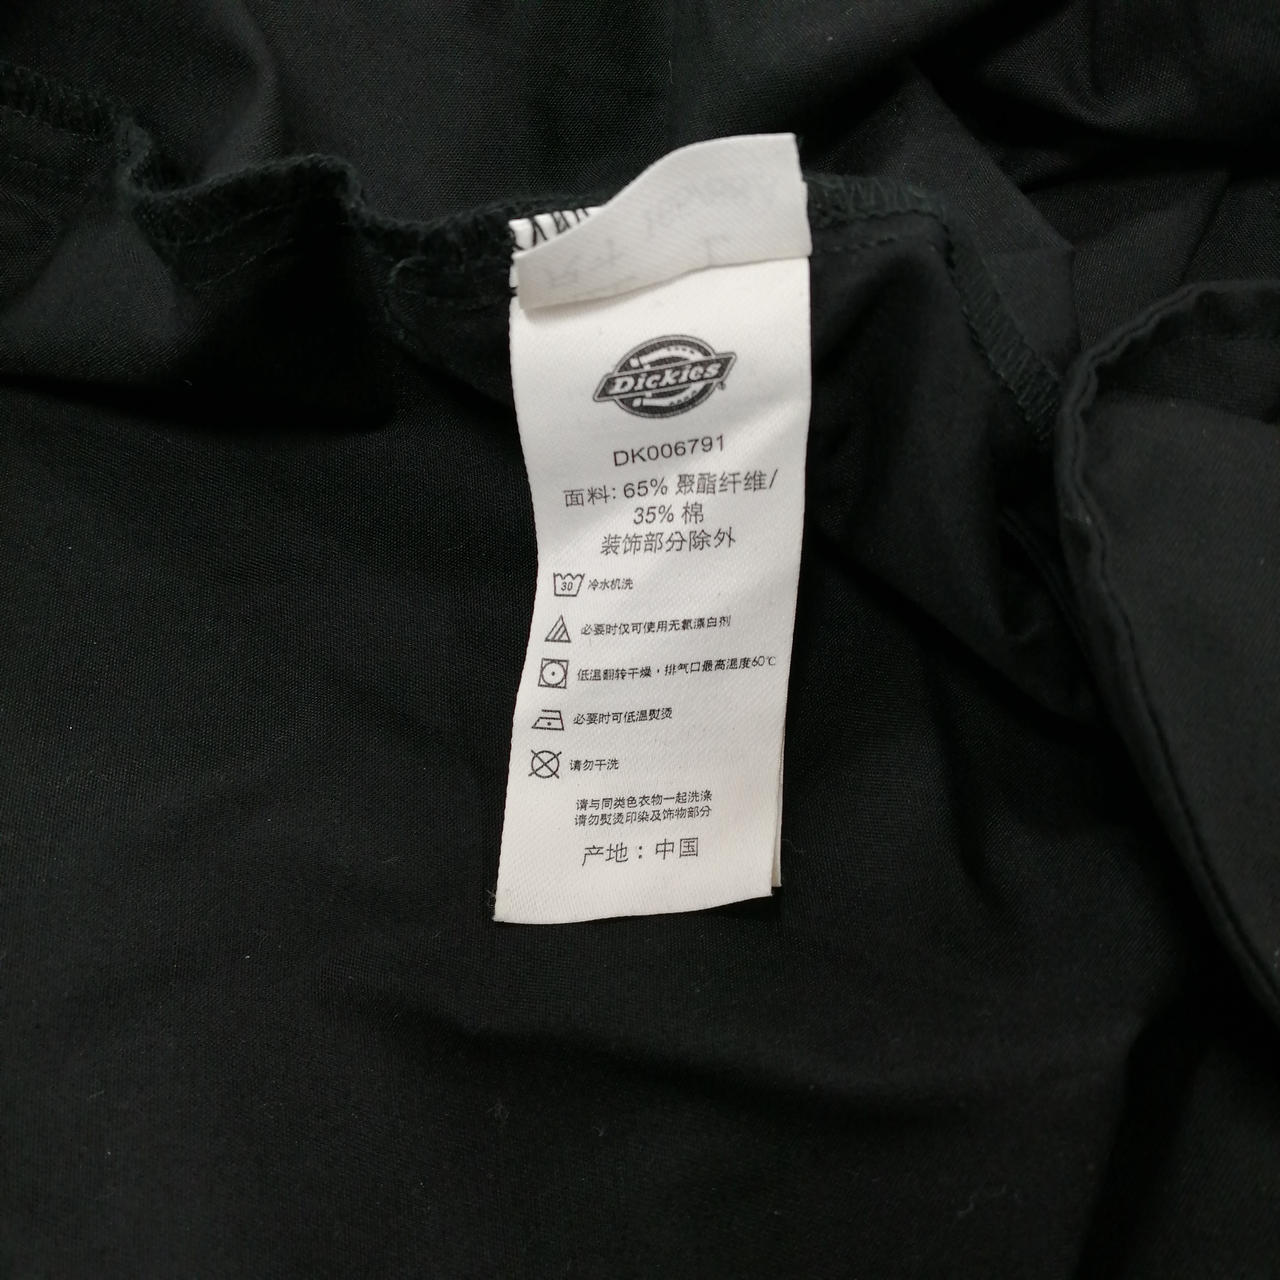 Dickies
DK006791
面料: 65% 聚酯纤维/
35% 棉
装饰部分除外
30 冷水机洗
必要时仅可使用无氯漂白剂
低温翻转干燥，排气口最高温度60℃
必要时可低温熨烫
请勿干洗
请与同类色衣物一起洗涤
请勿熨烫印染及饰物部分
产地：中国